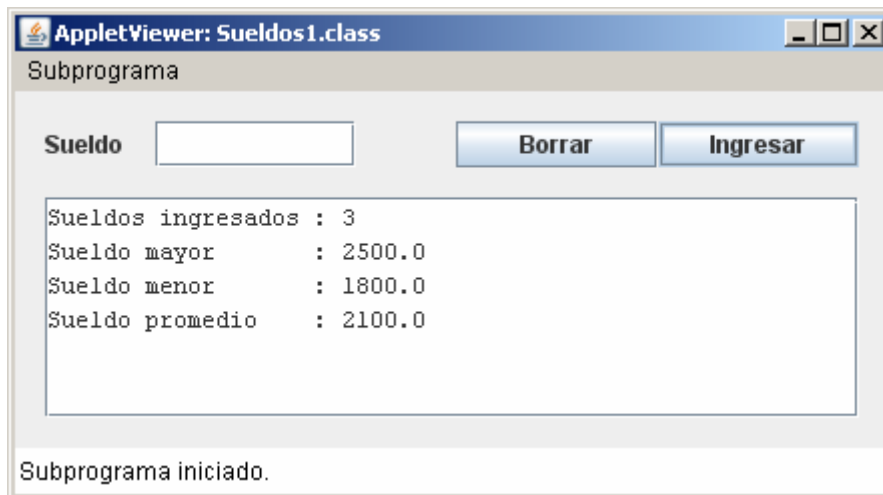 AppletViewer: Sueldos1.class
Subprograma
Sueldo Borrar Ingresar
Sueldos ingresados : 3
Sueldo mayor : 2500.0
Sueldo menor : 1800.0
Sueldo promedio : 2100.0
Subprograma iniciado.